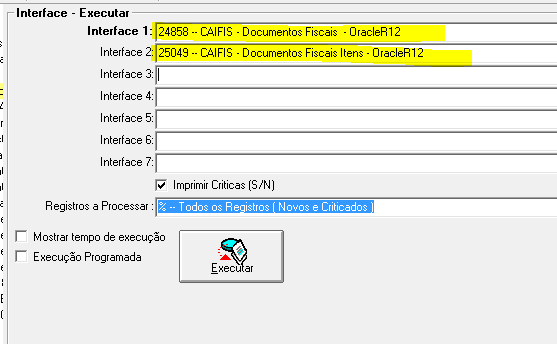 Interface - Executar
Interface 1: 24858 -- CAIFIS - Documentos Fiscais - OracleR12
Interface 2: 25049 -- CAIFIS - Documentos Fiscais Itens - OracleR12
Interface 3:
Interface 4:
Interface 5:
Interface 6:
Interface 7:
Imprimir Criticas (S/N)
Registros a Processar : % -- Todos os Registros ( Novos e Criticados )
Mostrar tempo de execução
Execução Programada
Executar